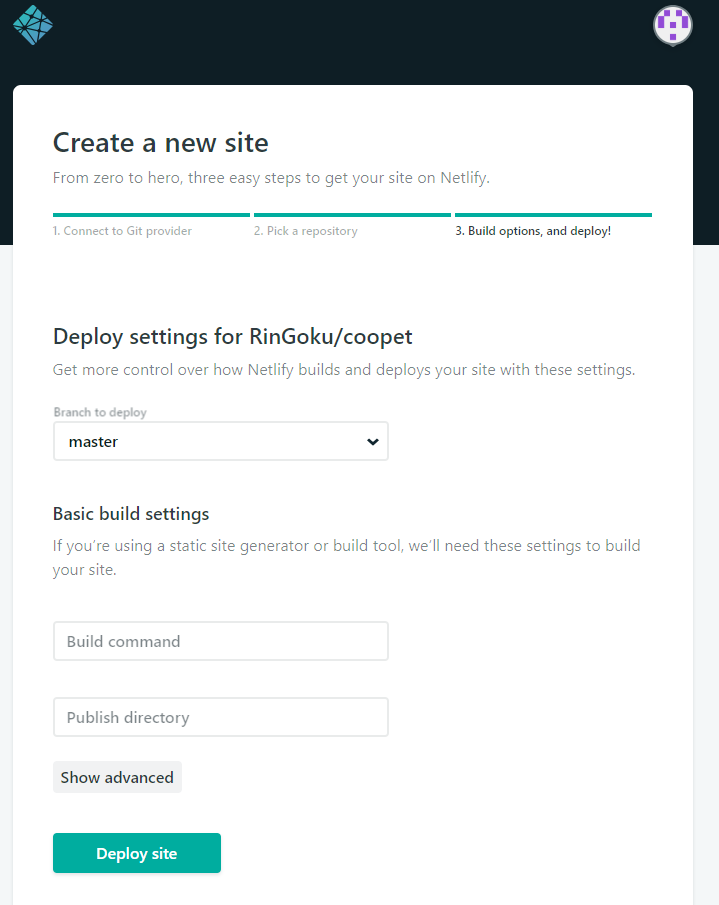 Create a new site
From zero to hero, three easy steps to get your site on Netlify.
1. Connect to Git provider
2. Pick a repository
3. Build options, and deploy!
Deploy settings for RinGoku/coopet
Get more control over how Netlify builds and deploys your site with these settings.
Branch to deploy
master
Basic build settings
If you’re using a static site generator or build tool, we’ll need these settings to build
your site.
Build command
Publish directory
Show advanced
Deploy site